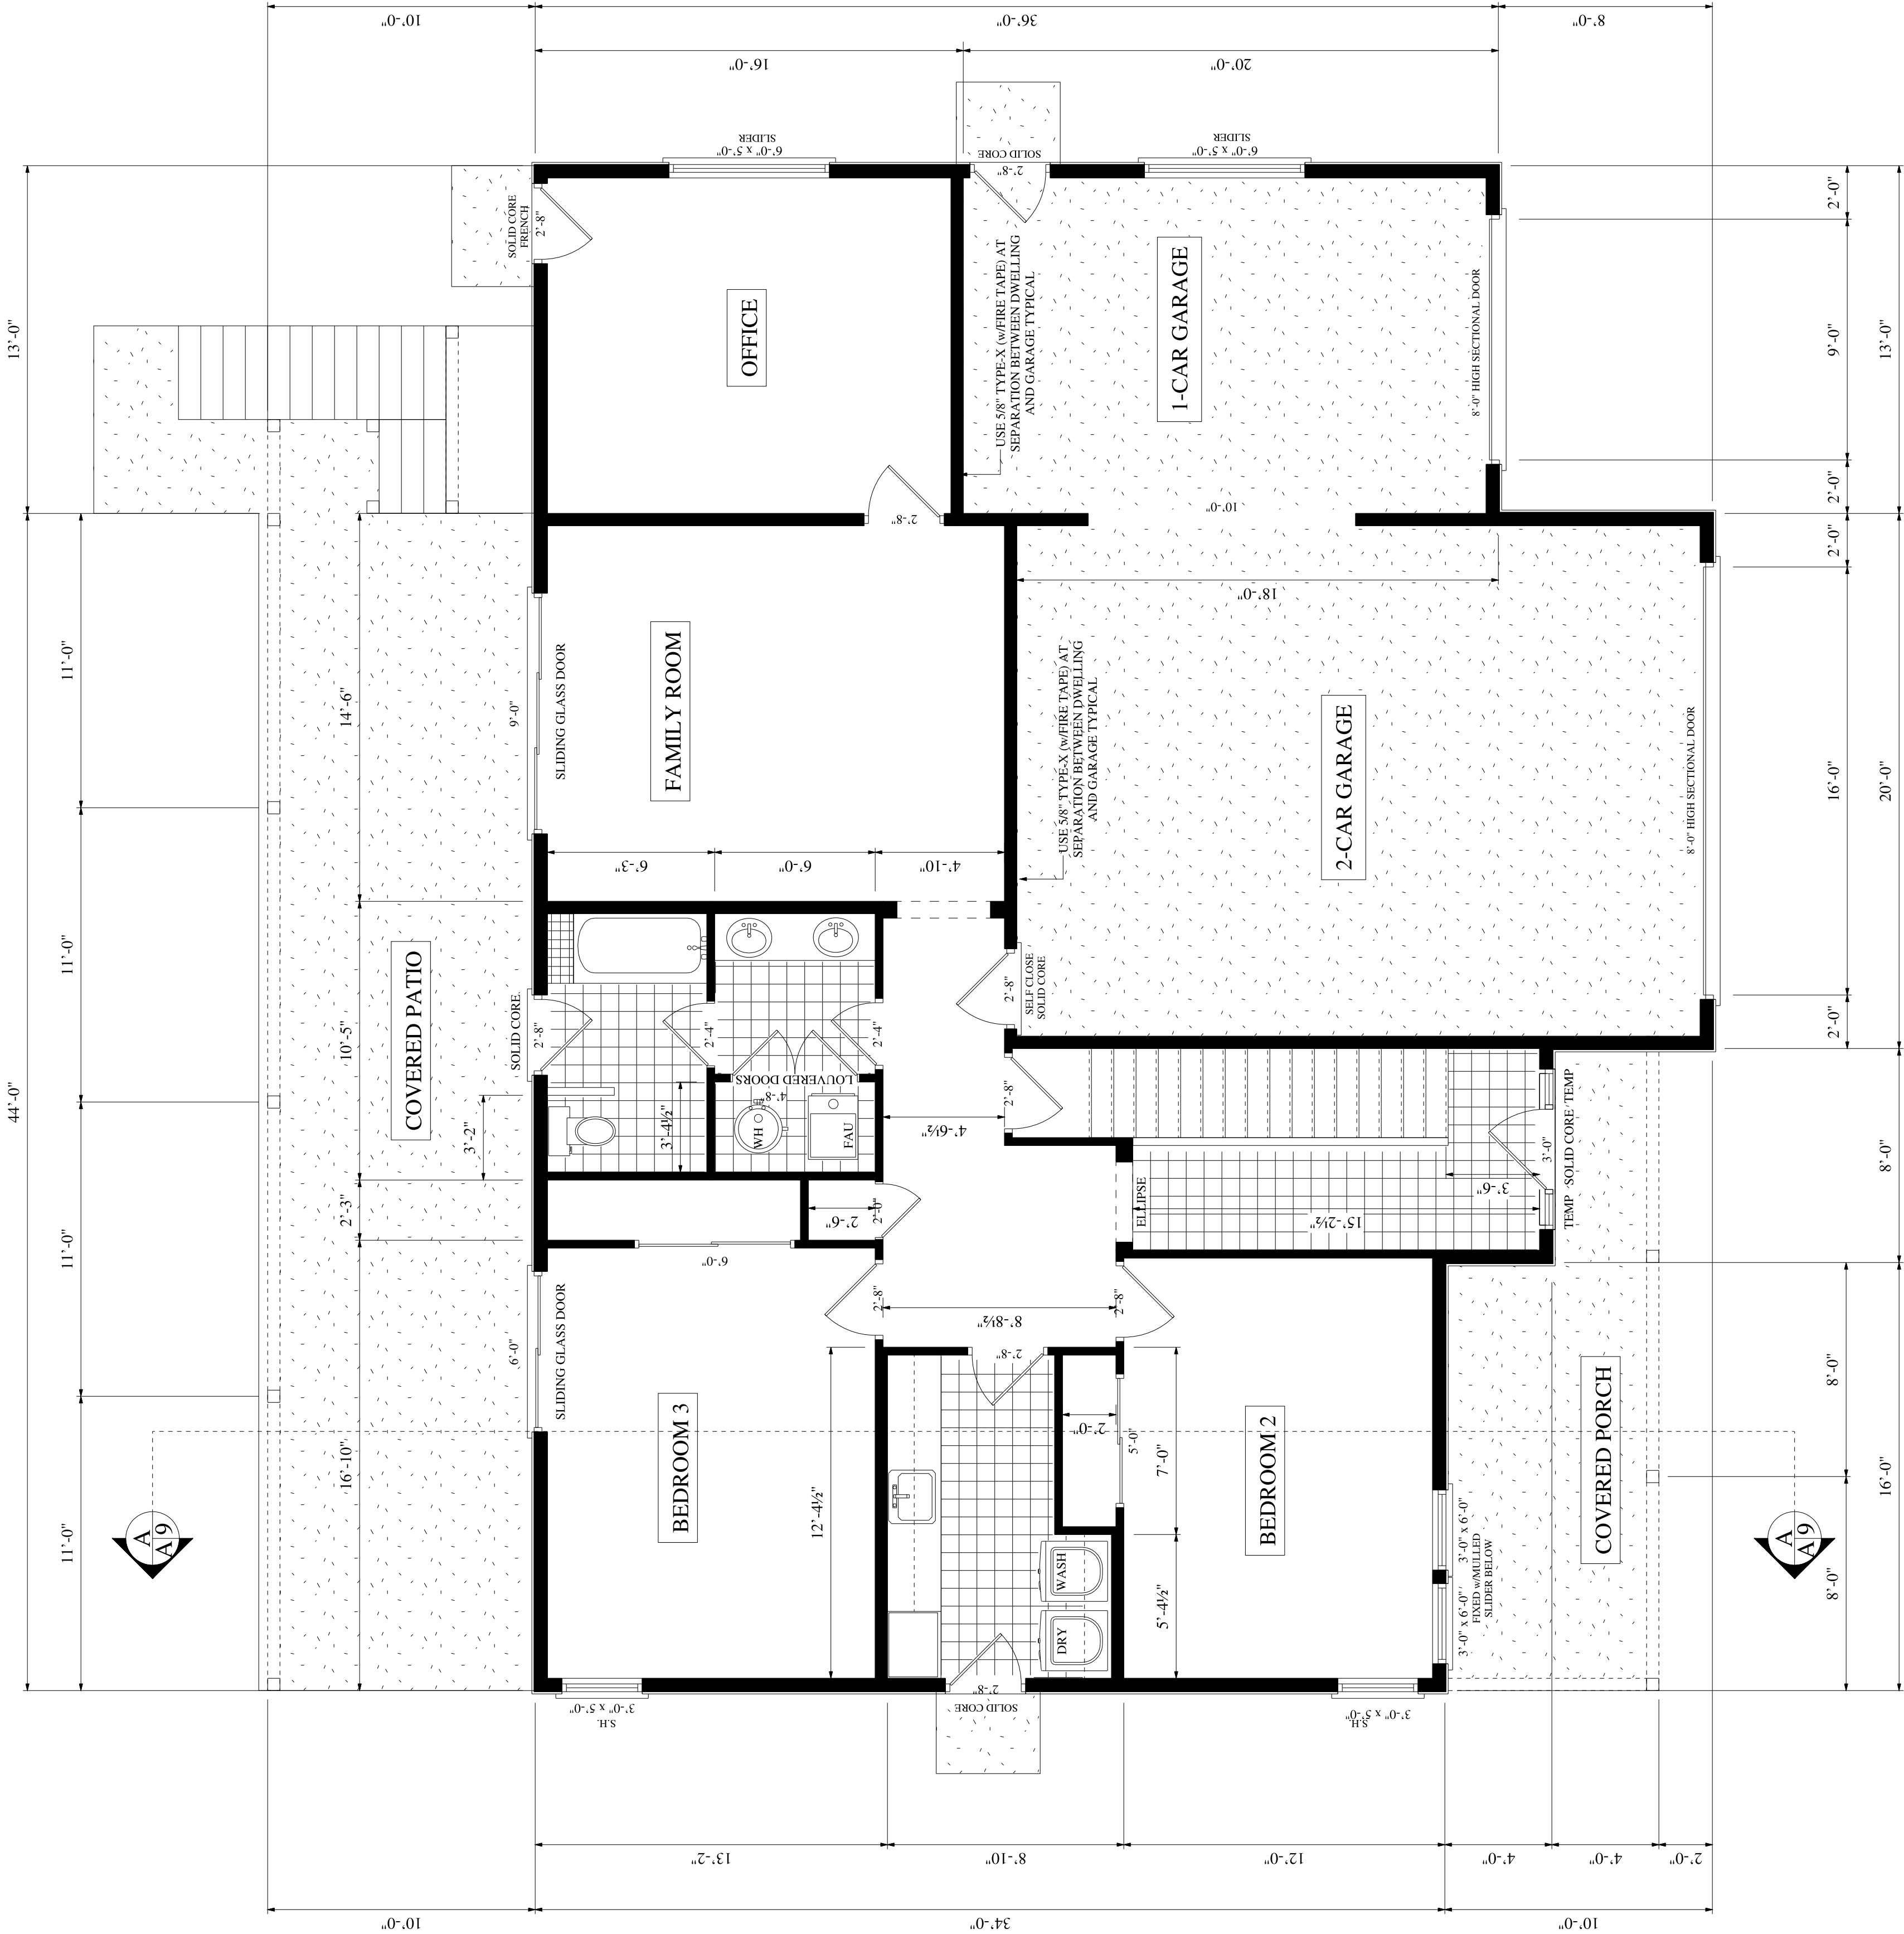 10'-0"
36'-0"
8'-0"
16'-0"
20'-0"
13'-0"
44'-0"
11'-0"
11'-0"
11'-0"
11'-0"
14'-6"
10'-5"
2'-3"
16'-10"
3'-2"
COVERED PATIO
SOLID CORE
FRENCH
2'-8"
6'-0" x 5'-0"
SLIDER
SOLID CORE
2'-8"
6'-0" x 5'-0"
SLIDER
OFFICE
2'-8"
USE 5/8" TYPE-X (w/FIRE TAPE) AT
SEPARATION BETWEEN DWELLING
AND GARAGE TYPICAL
1-CAR GARAGE
8'-0" HIGH SECTIONAL DOOR
10'-0"
18'-0"
9'-0"
SLIDING GLASS DOOR
FAMILY ROOM
6'-3"
6'-0"
4'-10"
USE 5/8" TYPE-X (w/FIRE TAPE) AT
SEPARATION BETWEEN DWELLING
AND GARAGE TYPICAL
2-CAR GARAGE
8'-0" HIGH SECTIONAL DOOR
SOLID CORE
2'-8"
2'-4"
2'-4"
LOUVERED DOORS
4'-8"
3'-4½"
WH
FAU
2'-8"
SELF CLOSE
SOLID CORE
4'-6½"
2'-8"
2'-6"
2'-0"
6'-0"
ELLIPSE
15'-2½"
3'-6"
3'-0"
TEMP
SOLID CORE
TEMP
6'-0"
SLIDING GLASS DOOR
BEDROOM 3
2'-8"
8'-8½"
2'-8"
2'-8"
12'-4½"
2'-0"
5'-0"
7'-0"
5'-4½"
WASH
DRY
BEDROOM 2
3'-0" x 6'-0"
3'-0" x 6'-0"
FIXED w/MULLED
SLIDER BELOW
COVERED PORCH
A
A9
A
A9
3'-0" x 5'-0"
S.H.
2'-8"
SOLID CORE
3'-0" x 5'-0"
S.H.
2'-0"
9'-0"
2'-0"
13'-0"
2'-0"
16'-0"
2'-0"
20'-0"
8'-0"
8'-0"
8'-0"
16'-0"
13'-2"
8'-10"
12'-0"
4'-0"
4'-0"
2'-0"
10'-0"
34'-0"
10'-0"